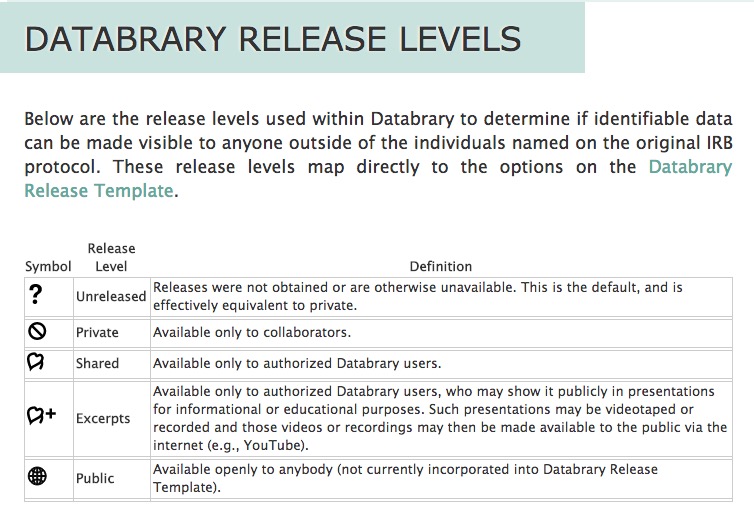 DATABRARY RELEASE LEVELS
Below are the release levels used within Databrary to determine if identifiable data
can be made visible to anyone outside of the individuals named on the original IRB
protocol. These release levels map directly to the options on the Databrary
Release Template.
Symbol Release Level Definition
? Unreleased Releases were not obtained or are otherwise unavailable. This is the default, and is
effectively equivalent to private.
Private Available only to collaborators.
Shared Available only to authorized Databrary users.
Available only to authorized Databrary users, who may show it publicly in presentations
for informational or educational purposes. Such presentations may be videotaped or
+ Excerpts recorded and those videos or recordings may then be made available to the public via the
internet (e.g., YouTube).
Public Available openly to anybody (not currently incorporated into Databrary Release
Template).